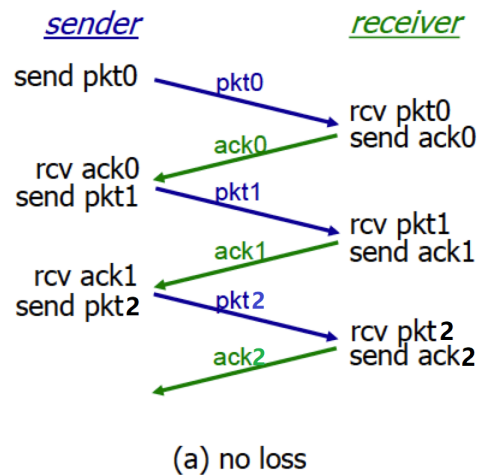 sender
receiver
send pkt0
pkt0
rcv pkt0
send ack0
ack0
rcv ack0
send pkt1
pkt1
rcv pkt1
send ack1
ack1
rcv ack1
send pkt2
pkt2
rcv pkt2
send ack2
ack2
(a) no loss